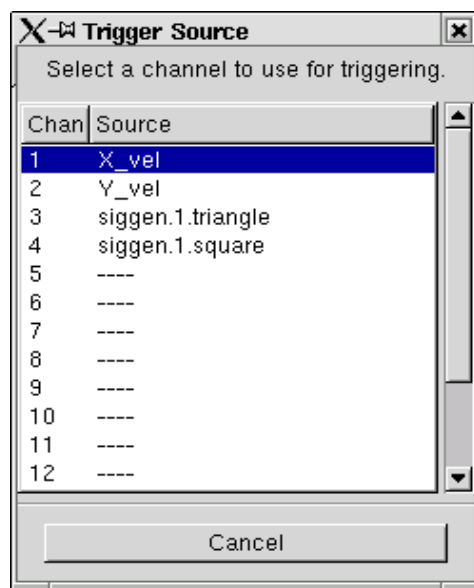 Trigger Source
Select a channel to use for triggering.
Chan Source
1 X_vel
2 Y_vel
3 siggen.1.triangle
4 siggen.1.square
5 ----
6 ----
7 ----
8 ----
9 ----
10 ----
11 ----
12 ----
Cancel